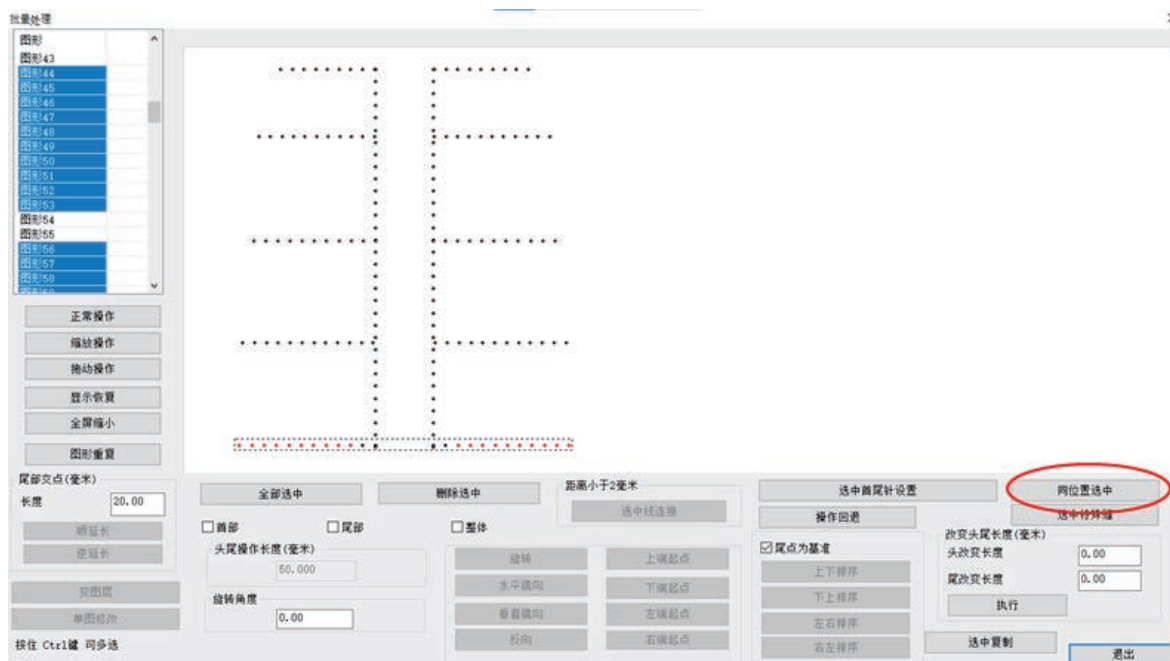 批量处理
图形
图形43
图形44
图形45
图形46
图形47
图形48
图形49
图形50
图形51
图形52
图形53
图形54
图形55
图形56
图形57
图形58
图形59
正常操作
缩放操作
拖动操作
显示恢复
全屏缩小
图形重复
尾部交点(毫米)
长度 20.00
顺延长
逆延长
变图层
单图修改
按住 Ctrl键 可多选
全部选中 删除选中
首部 尾部 整体
头尾操作长度(毫米)
50.000
旋转角度
0.00
距离小于2毫米
选中线连接
旋转 上端起点
水平镜向 下端起点
垂直镜向 左端起点
反向 右端起点
选中首尾针设置 同位置选中
操作回退 选中特殊缝
尾点为基准
上下排序
下上排序
左右排序
右左排序
改变头尾长度(毫米)
头改变长度 0.00
尾改变长度 0.00
执行
选中复制
退出